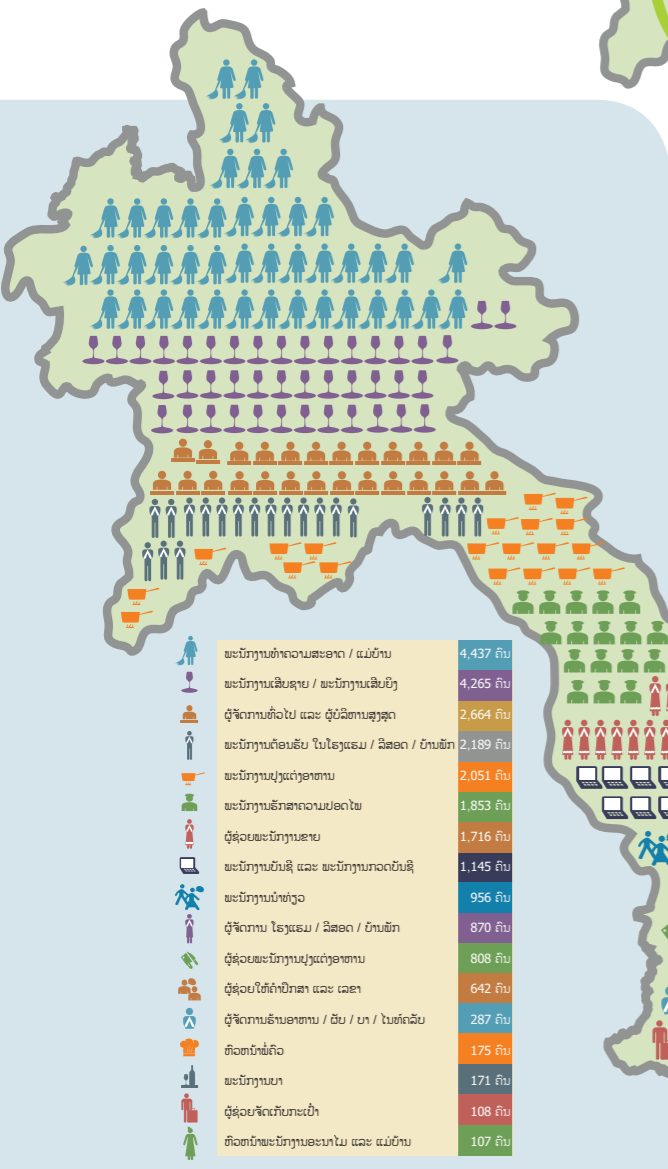 ພະນັກງານທຳຄວາມສະອາດ / ແມ່ບ້ານ 4,437 ຄົນ
ພະນັກງານເສີບຊາຍ / ພະນັກງານເສີບຍິງ 4,265 ຄົນ
ຜູ້ຈັດການທົ່ວໄປ ແລະ ຜູ້ບໍລິຫານສູງສຸດ 2,664 ຄົນ
ພະນັກງານຕ້ອນຮັບ ໃນໂຮງແຮມ / ລີສອດ / ບ້ານພັກ 2,189 ຄົນ
ພະນັກງານປຸງແຕ່ງອາຫານ 2,051 ຄົນ
ພະນັກງານຮັກສາຄວາມປອດໄພ 1,853 ຄົນ
ຜູ້ຊ່ວຍພະນັກງານຂາຍ 1,716 ຄົນ
ພະນັກງານບັນຊີ ແລະ ພະນັກງານກວດບັນຊີ 1,145 ຄົນ
ພະນັກງານນຳທ່ຽວ 956 ຄົນ
ຜູ້ຈັດການ ໂຮງແຮມ / ລີສອດ / ບ້ານພັກ 870 ຄົນ
ຜູ້ຊ່ວຍພະນັກງານປຸງແຕ່ງອາຫານ 808 ຄົນ
ຜູ້ຊ່ວຍໃຫ້ຄຳປຶກສາ ແລະ ເລຂາ 642 ຄົນ
ຜູ້ຈັດການຮ້ານອາຫານ / ຜັບ / ບາ / ໄນທ໌ຄລັບ 287 ຄົນ
ຫົວຫນ້າພໍ່ຄົວ 175 ຄົນ
ພະນັກງານບາ 171 ຄົນ
ຜູ້ຊ່ວຍຈັດເກັບກະເປົ໋າ 108 ຄົນ
ຫົວຫນ້າພະນັກງານອະນາໄມ ແລະ ແມ່ບ້ານ 107 ຄົນ